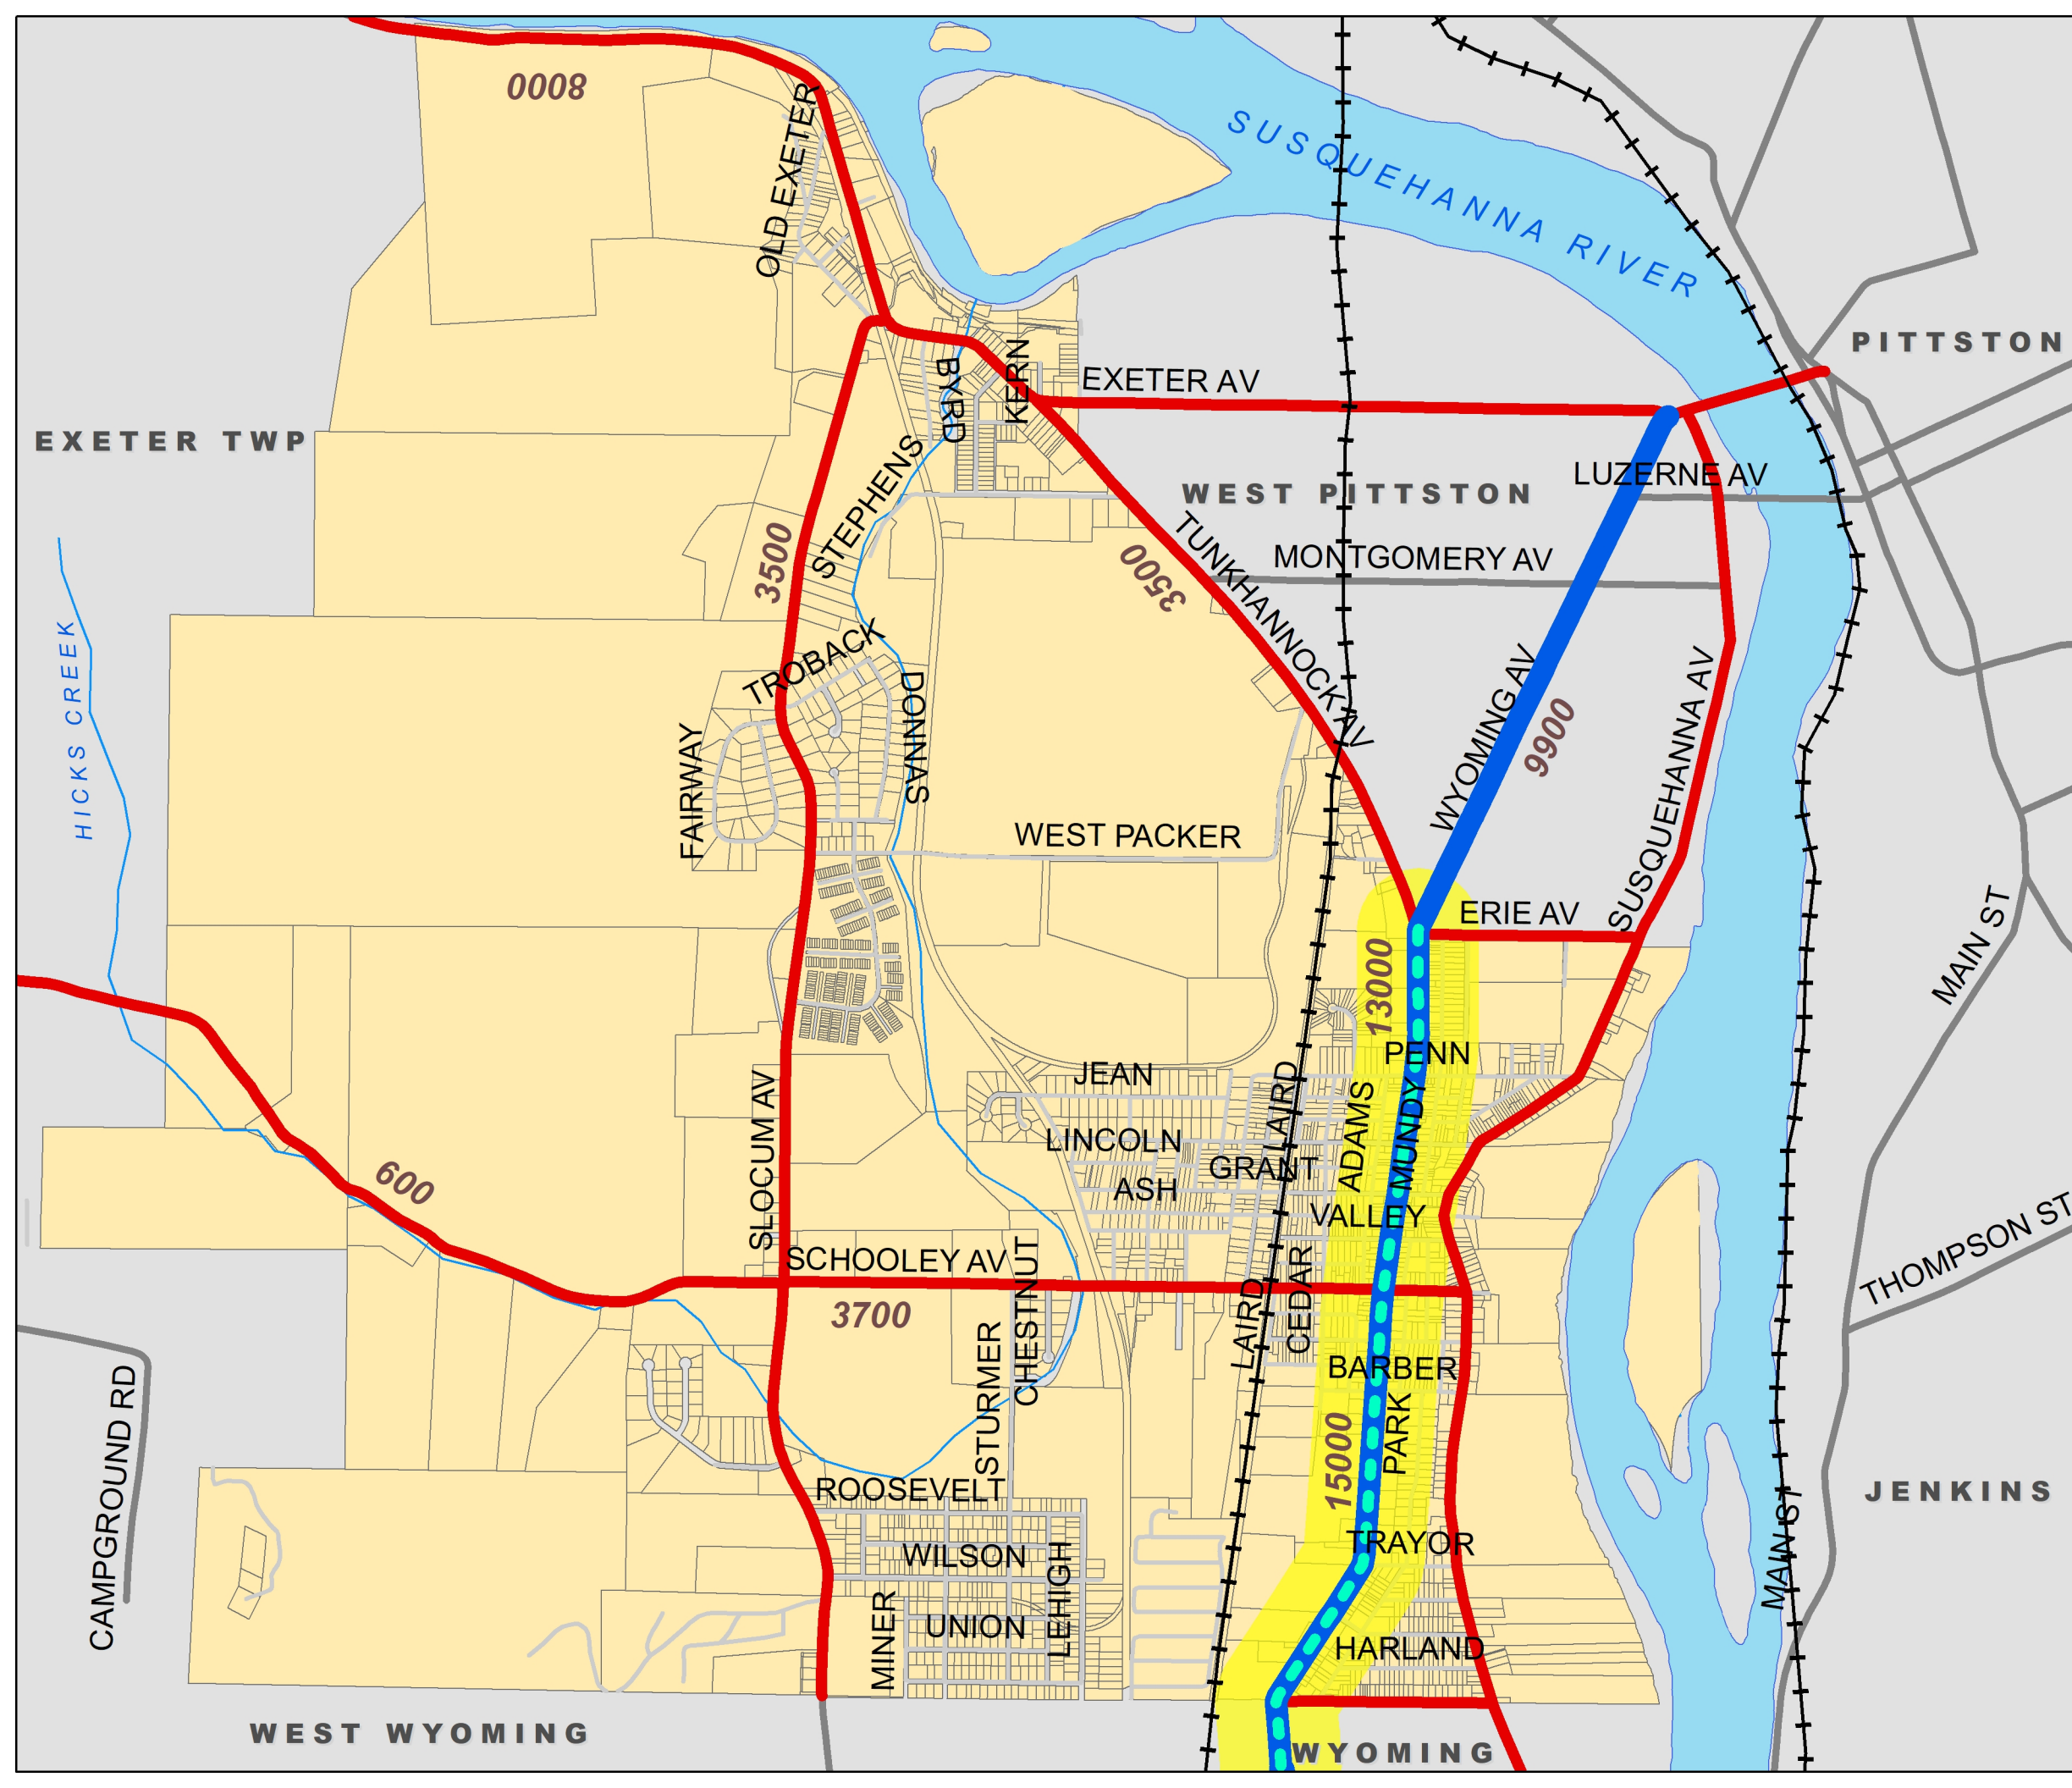 8000
OLD EXETER
SUSQUEHANNA RIVER
PITTSTON
EXETER TWP
BYRD
KERN
EXETER AV
LUZERNE AV
WEST PITTSTON
STEPHENS
3500
3500
TUNKHANNOCK AV
MONTGOMERY AV
HICKS CREEK
TROBACK
DONNAS
FAIRWAY
WYOMING AV
9900
SUSQUEHANNA AV
WEST PACKER
ERIE AV
MAIN ST
13000
PENN
JEAN
LAIRD
ADAMS
MUNDY
SLOCUM AV
LINCOLN
GRANT
ASH
600
VALLEY
SCHOOLEY AV
CHESTNUT
CEDAR
LAIRD
THOMPSON ST
3700
STURMER
BARBER
PARK
15000
CAMPGROUND RD
ROOSEVELT
JENKINS
MAIN ST
TRAYOR
WILSON
LEHIGH
MINER
UNION
HARLAND
WEST WYOMING
WYOMING